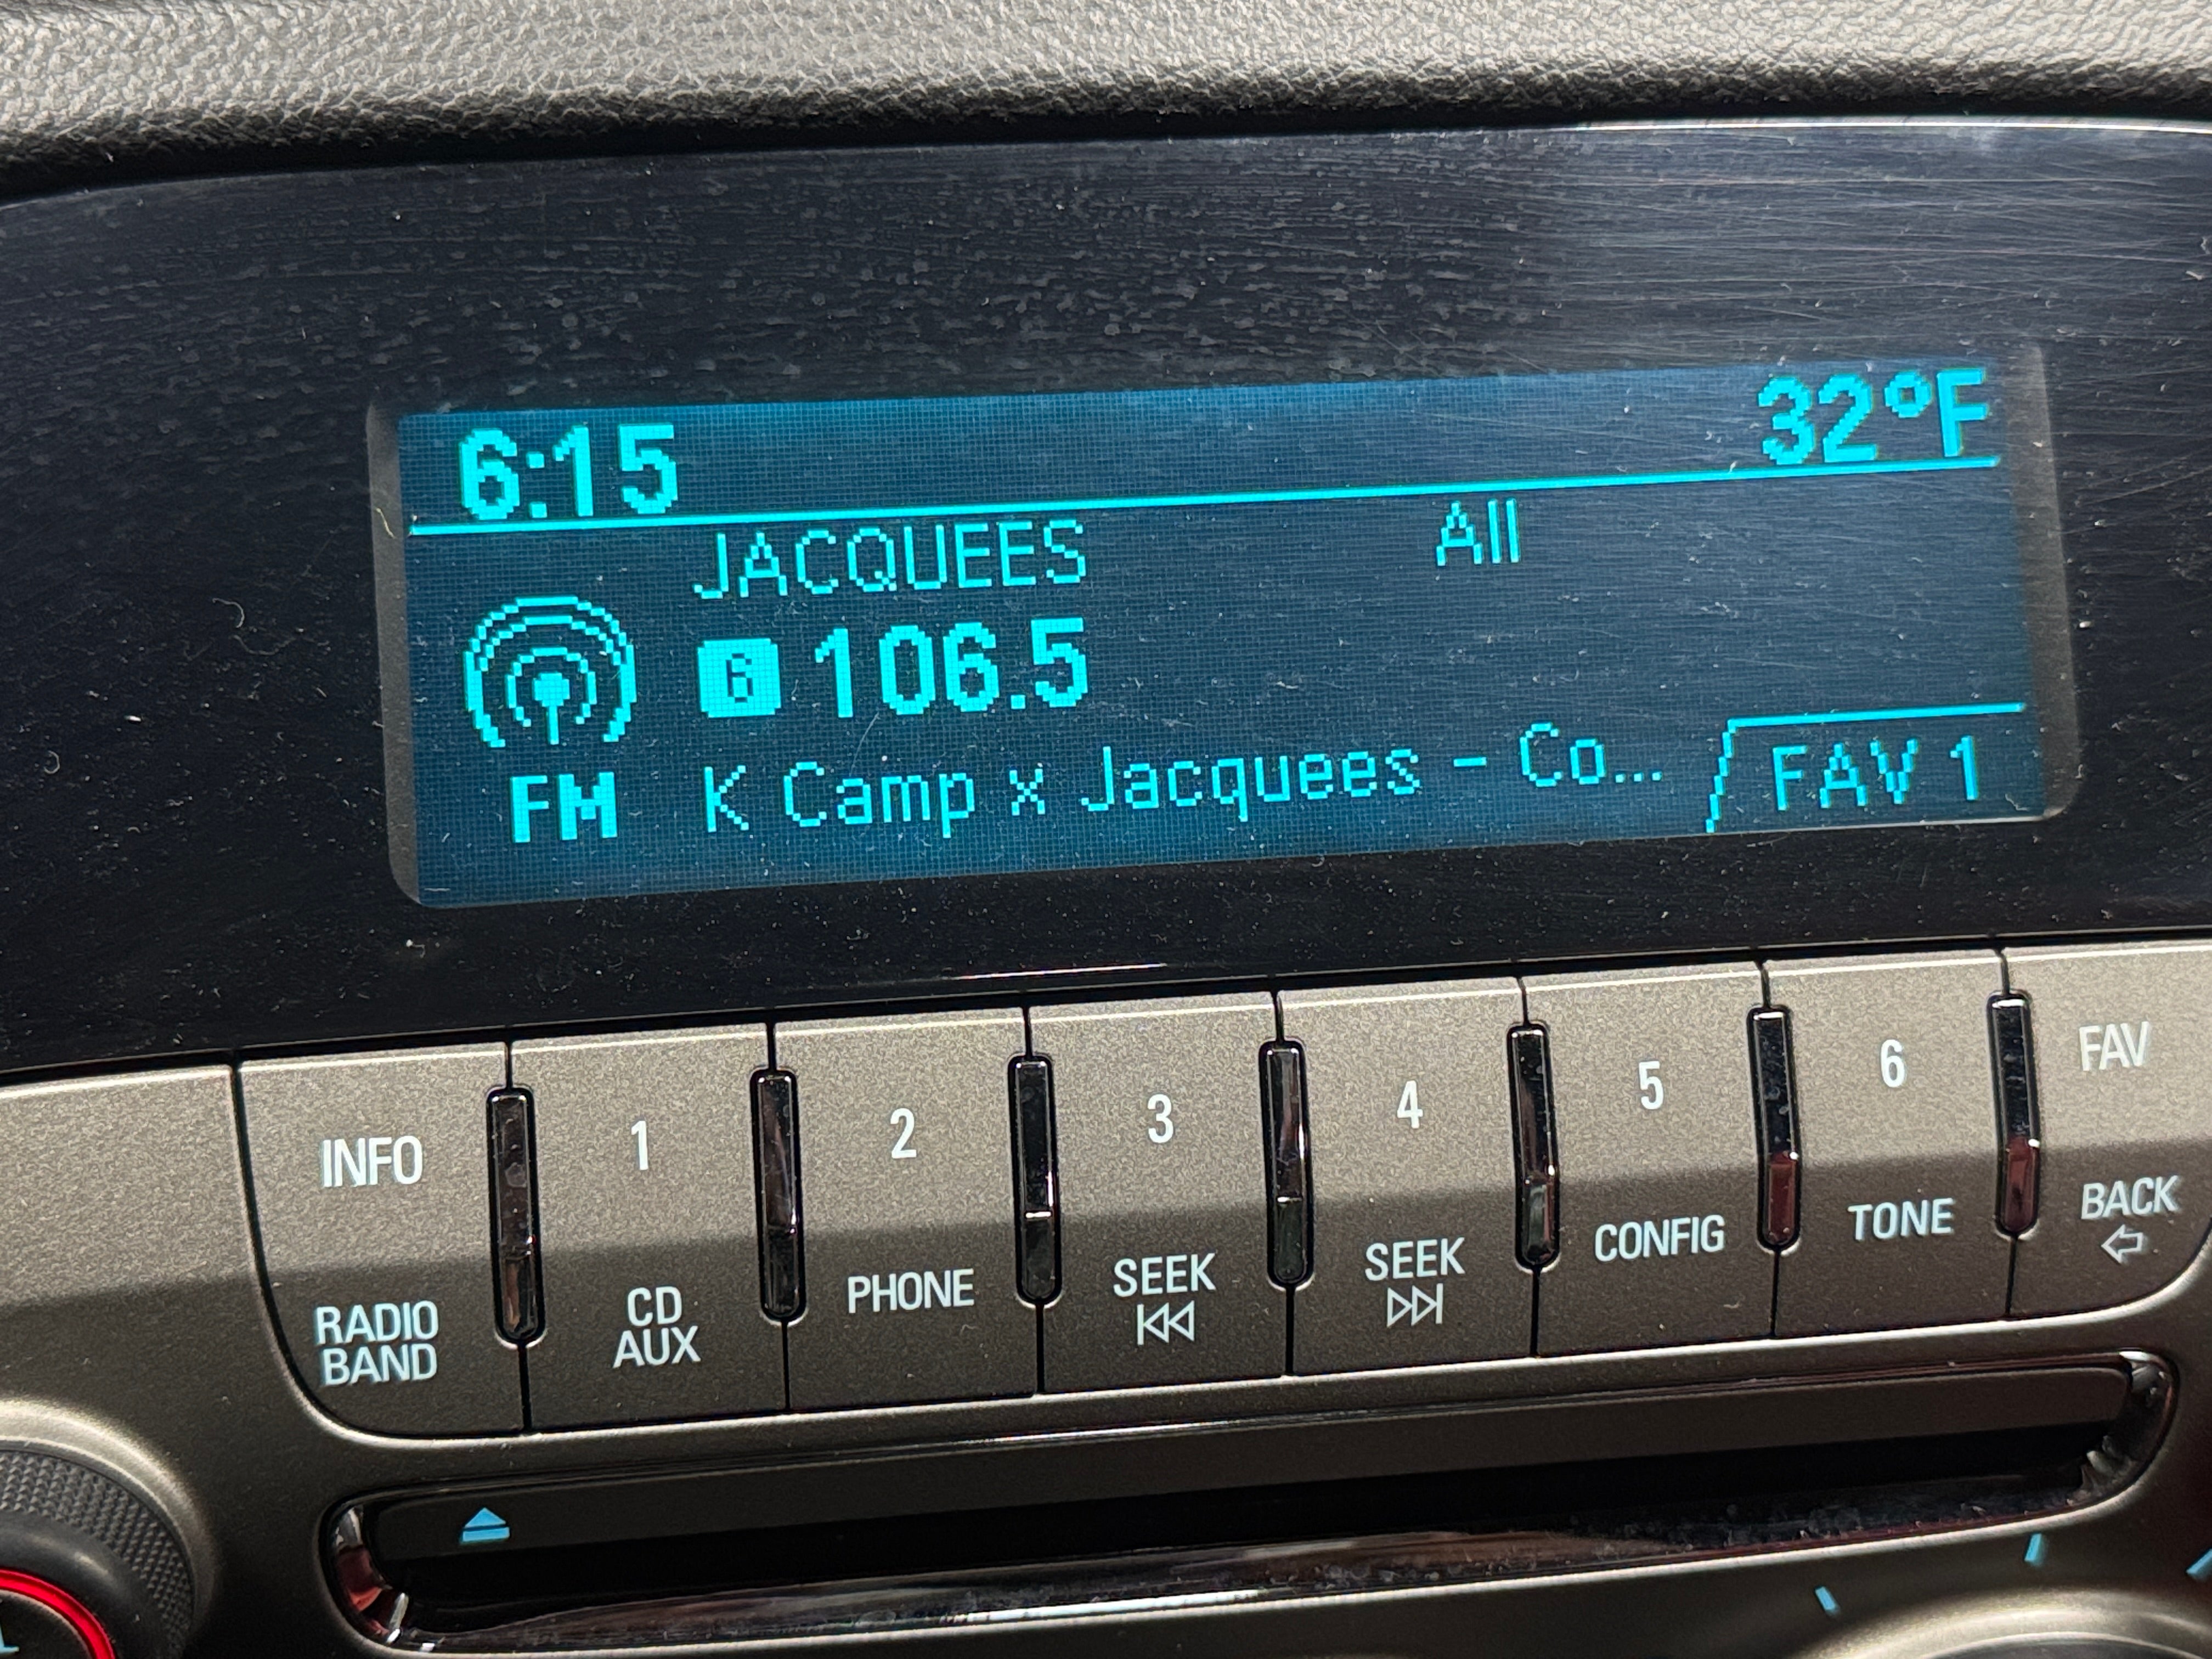 6:15 32°F
JACQUEES All
6 106.5
FM K Camp x Jacquees - Co... FAV 1
INFO 1 2 3 4 5 6 FAV
RADIO BAND CD AUX PHONE SEEK SEEK CONFIG TONE BACK